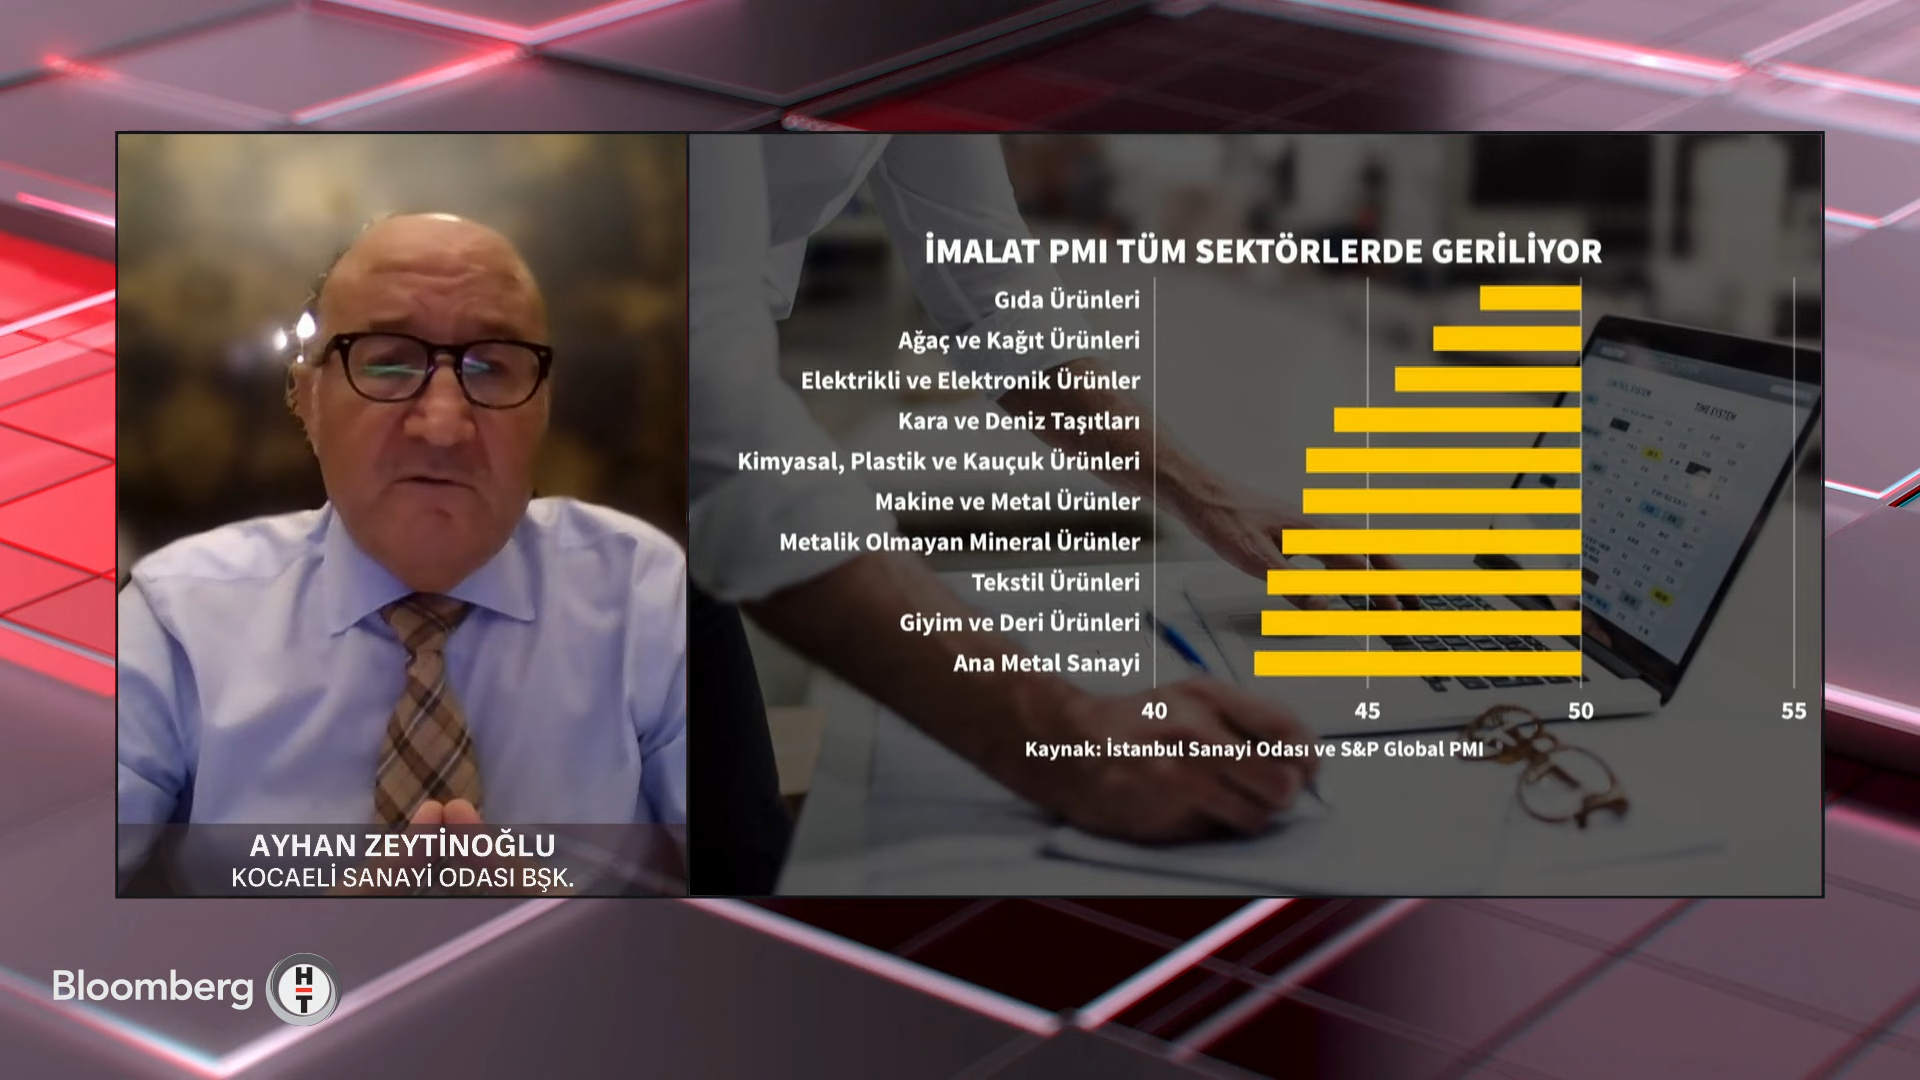 İMALAT PMI TÜM SEKTÖRLERDE GERİLİYOR
Gıda Ürünleri
Ağaç ve Kağıt Ürünleri
Elektrikli ve Elektronik Ürünler
Kara ve Deniz Taşıtları
Kimyasal, Plastik ve Kauçuk Ürünleri
Makine ve Metal Ürünler
Metalik Olmayan Mineral Ürünler
Tekstil Ürünleri
Giyim ve Deri Ürünleri
Ana Metal Sanayi
40 45 50 55
Kaynak: İstanbul Sanayi Odası ve S&P Global PMI
AYHAN ZEYTİNOĞLU
KOCAELİ SANAYİ ODASI BŞK.
Bloomberg HT